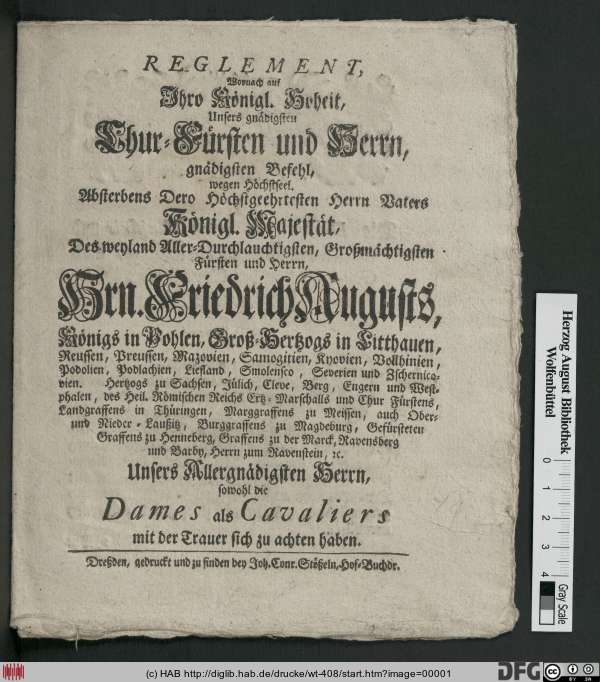 REGLEMENT,
Wornach auf
Ihro Königl. Hoheit,
Unsers gnädigsten
Chur-Fürsten und Herrn,
gnädigsten Befehl,
wegen Höchstseel.
Absterbens Dero Höchstgeehrtesten Herrn Vaters
Königl. Majestät,
Des weyland Aller-Durchlauchtigsten, Großmächtigsten
Fürsten und Herrn,
Hrn. Friedrich Augusts,
Königs in Pohlen, Groß-Hertzogs in Litthauen,
Reussen, Preussen, Mazovien, Samogitien, Kyovien, Vollhinien,
Podolien, Podlachien, Liefland, Smolensco, Severien und Zschernico-
vien. Hertzogs zu Sachsen, Jülich, Cleve, Berg, Engern und West-
phalen, des Heil. Römischen Reichs Ertz-Marschalls und Chur Fürstens,
Landgraffens in Thüringen, Marggraffens zu Meissen, auch Ober-
und Nieder-Laußitz, Burggraffens zu Magdeburg, Gefürsteten
Graffens zu Henneberg, Graffens zu der Marck, Ravensberg
und Barby, Herrn zum Ravenstein, ꝛc.
Unsers Allergnädigsten Herrn,
sowohl die
Dames als Cavaliers
mit der Trauer sich zu achten haben.
Dreßden, gedruckt und zu finden bey Joh. Conr. Stößeln, Hof-Buchdr.
Herzog August Bibliothek
Wolfenbüttel
0 1 2 3 4
Gray Scale
(c) HAB http://diglib.hab.de/drucke/wt-408/start.htm?image=00001
DFG
CC BY SA